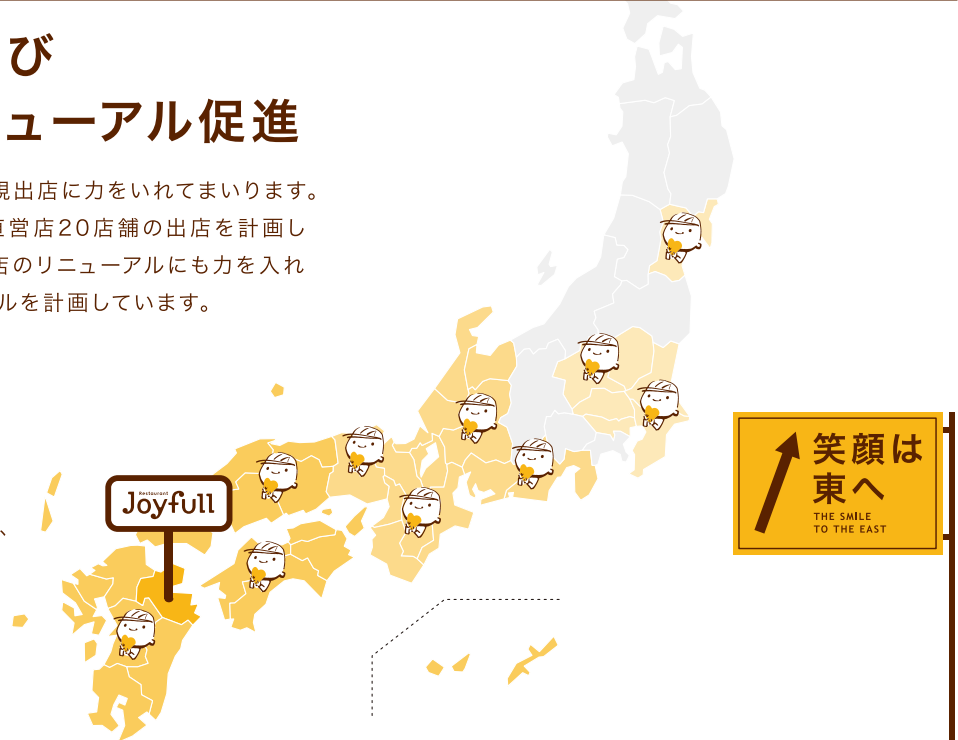 び
ューアル促進
規出店に力をいれてまいります。
直営店20店舗の出店を計画し
店のリニューアルにも力を入れ
ルを計画しています。
、
Restaurant
Joyfull
笑顔は
東へ
THE SMILE
TO THE EAST